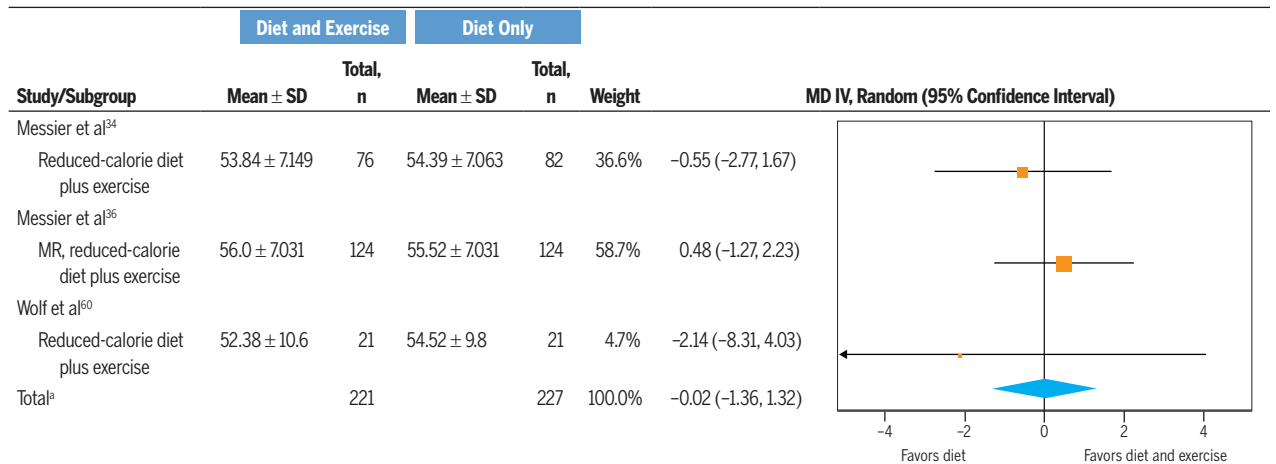 Diet and Exercise Diet Only
Total, Total,
Study/Subgroup Mean ± SD n Mean ± SD n Weight MD IV, Random (95% Confidence Interval)
Messier et al³⁴
Reduced-calorie diet 53.84 ± 7.149 76 54.39 ± 7.063 82 36.6% −0.55 (−2.77, 1.67)
plus exercise
Messier et al³⁶
MR, reduced-calorie 56.0 ± 7.031 124 55.52 ± 7.031 124 58.7% 0.48 (−1.27, 2.23)
diet plus exercise
Wolf et al⁶⁰
Reduced-calorie diet 52.38 ± 10.6 21 54.52 ± 9.8 21 4.7% −2.14 (−8.31, 4.03)
plus exercise
Totalᵃ 221 227 100.0% −0.02 (−1.36, 1.32)
−4 −2 0 2 4
Favors diet Favors diet and exercise